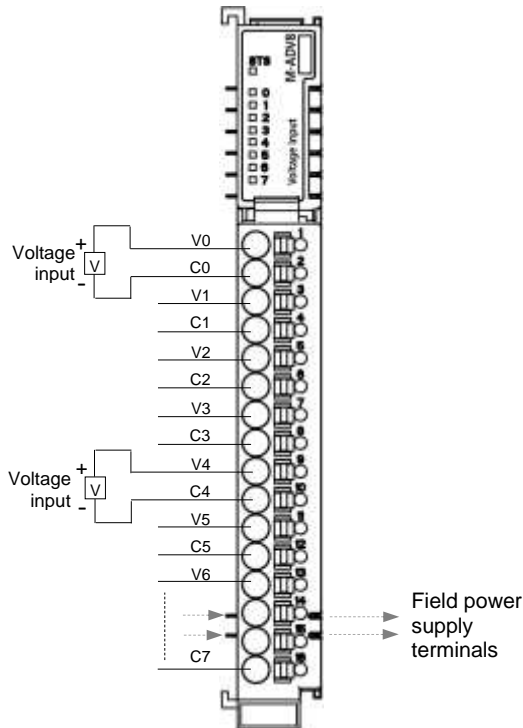 M-ADV8
STS
0
1
2
3
4
5
6
7
Voltage Input
Voltage
input
+
V
-
V0
1
C0
2
V1
3
C1
4
V2
5
C2
6
V3
7
C3
8
Voltage
input
+
V
-
V4
9
C4
10
V5
11
C5
12
V6
13
14
15
C7
16
Field power
supply
terminals